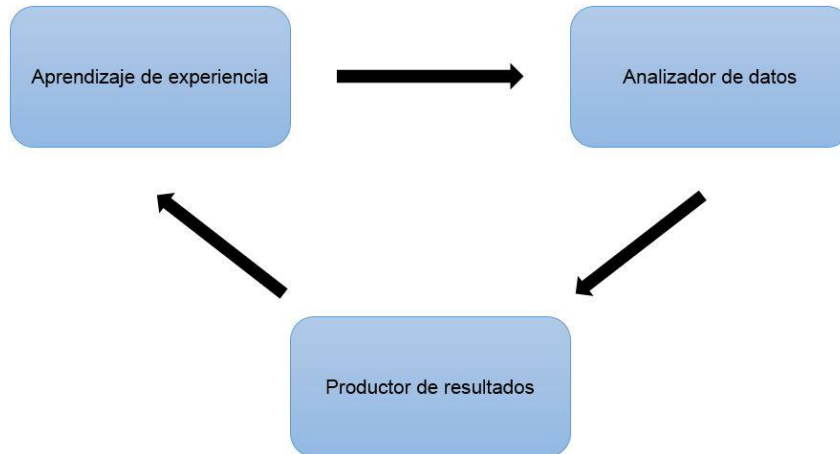 Aprendizaje de experiencia
Analizador de datos
Productor de resultados